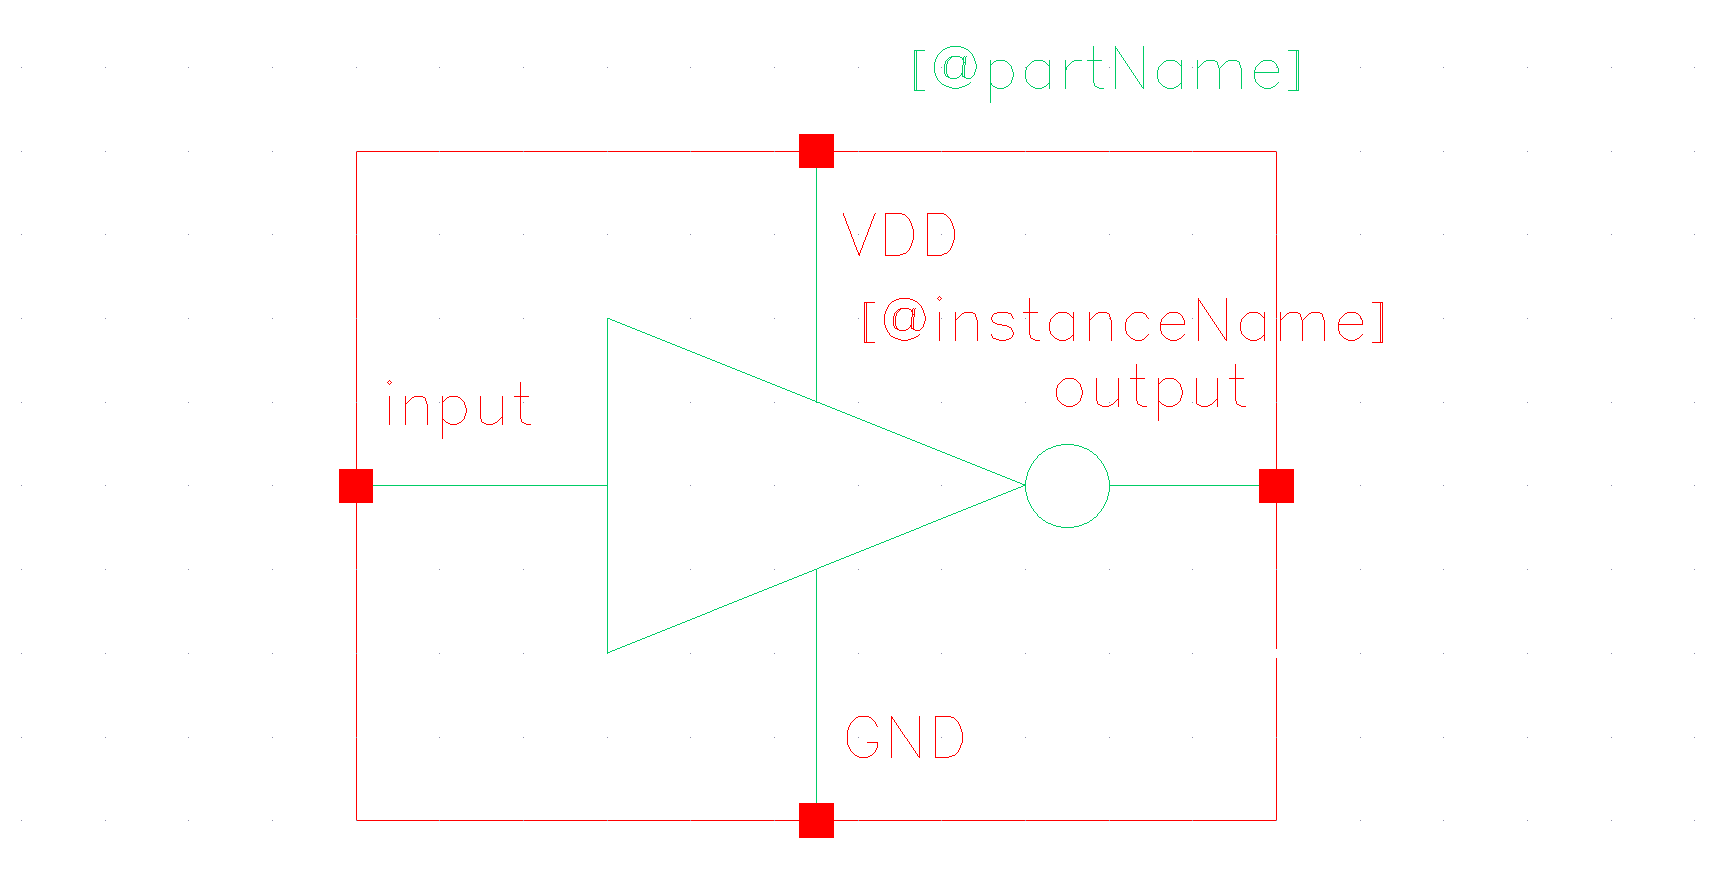 [@partName]
VDD
[@instanceName]
output
input
GND